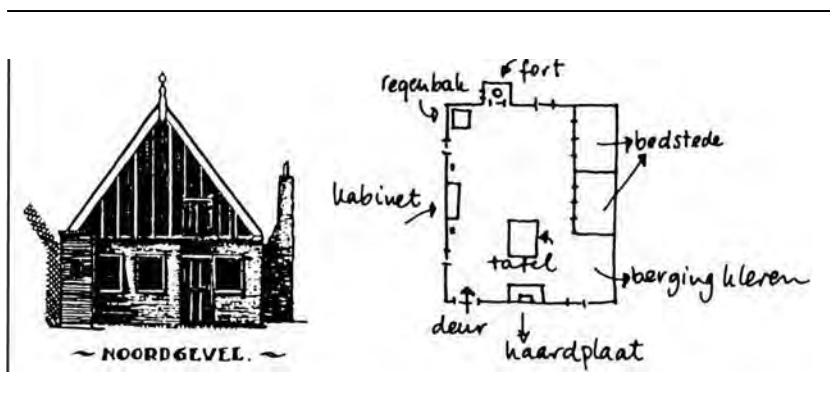 ~ NOORDGEVEL. ~
fort
regenbak
bedstede
kabinet
tafel
berging kleren
deur
haardplaat